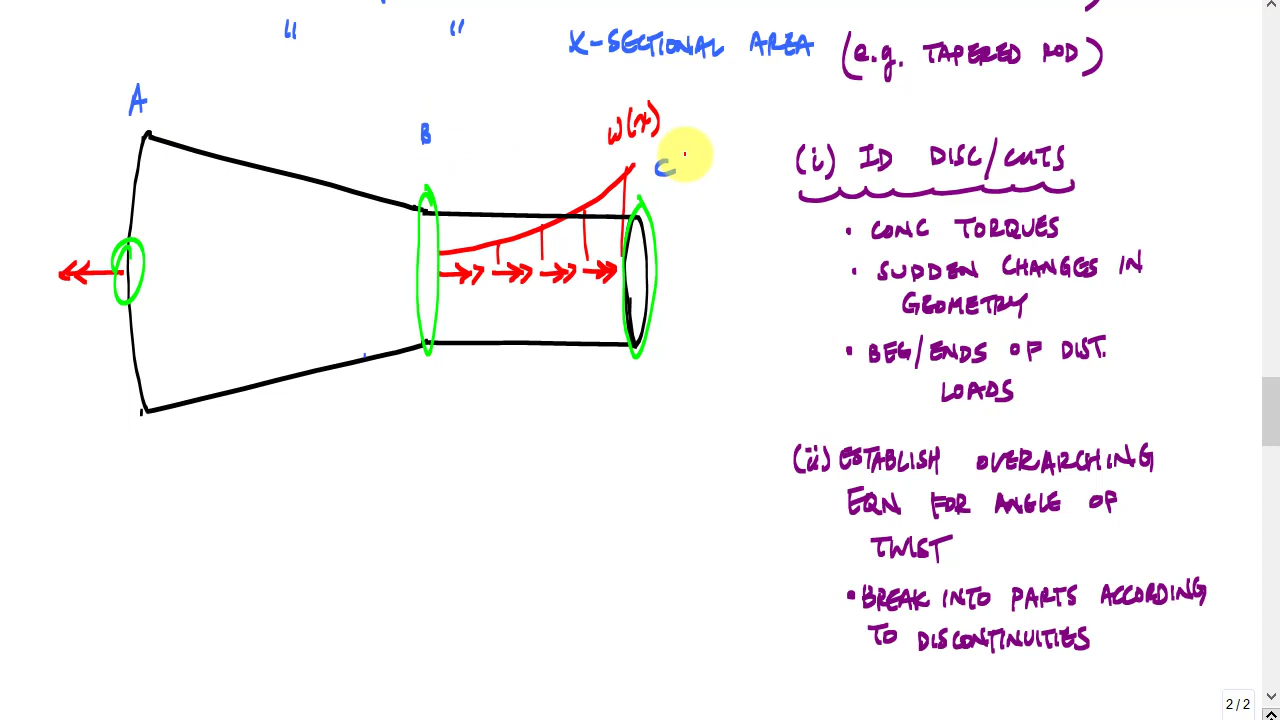 " "
X-SECTIONAL AREA (e.g. TAPERED ROD)
A
B
W(x)
C
(i) ID DISC/CUTS
• CONC TORQUES
• SUDDEN CHANGES IN
GEOMETRY
• BEG/ENDS OF DIST.
LOADS
(ii) ESTABLISH OVERARCHING
EQN FOR ANGLE OF
TWIST
• BREAK INTO PARTS ACCORDING
TO DISCONTINUITIES
2 / 2